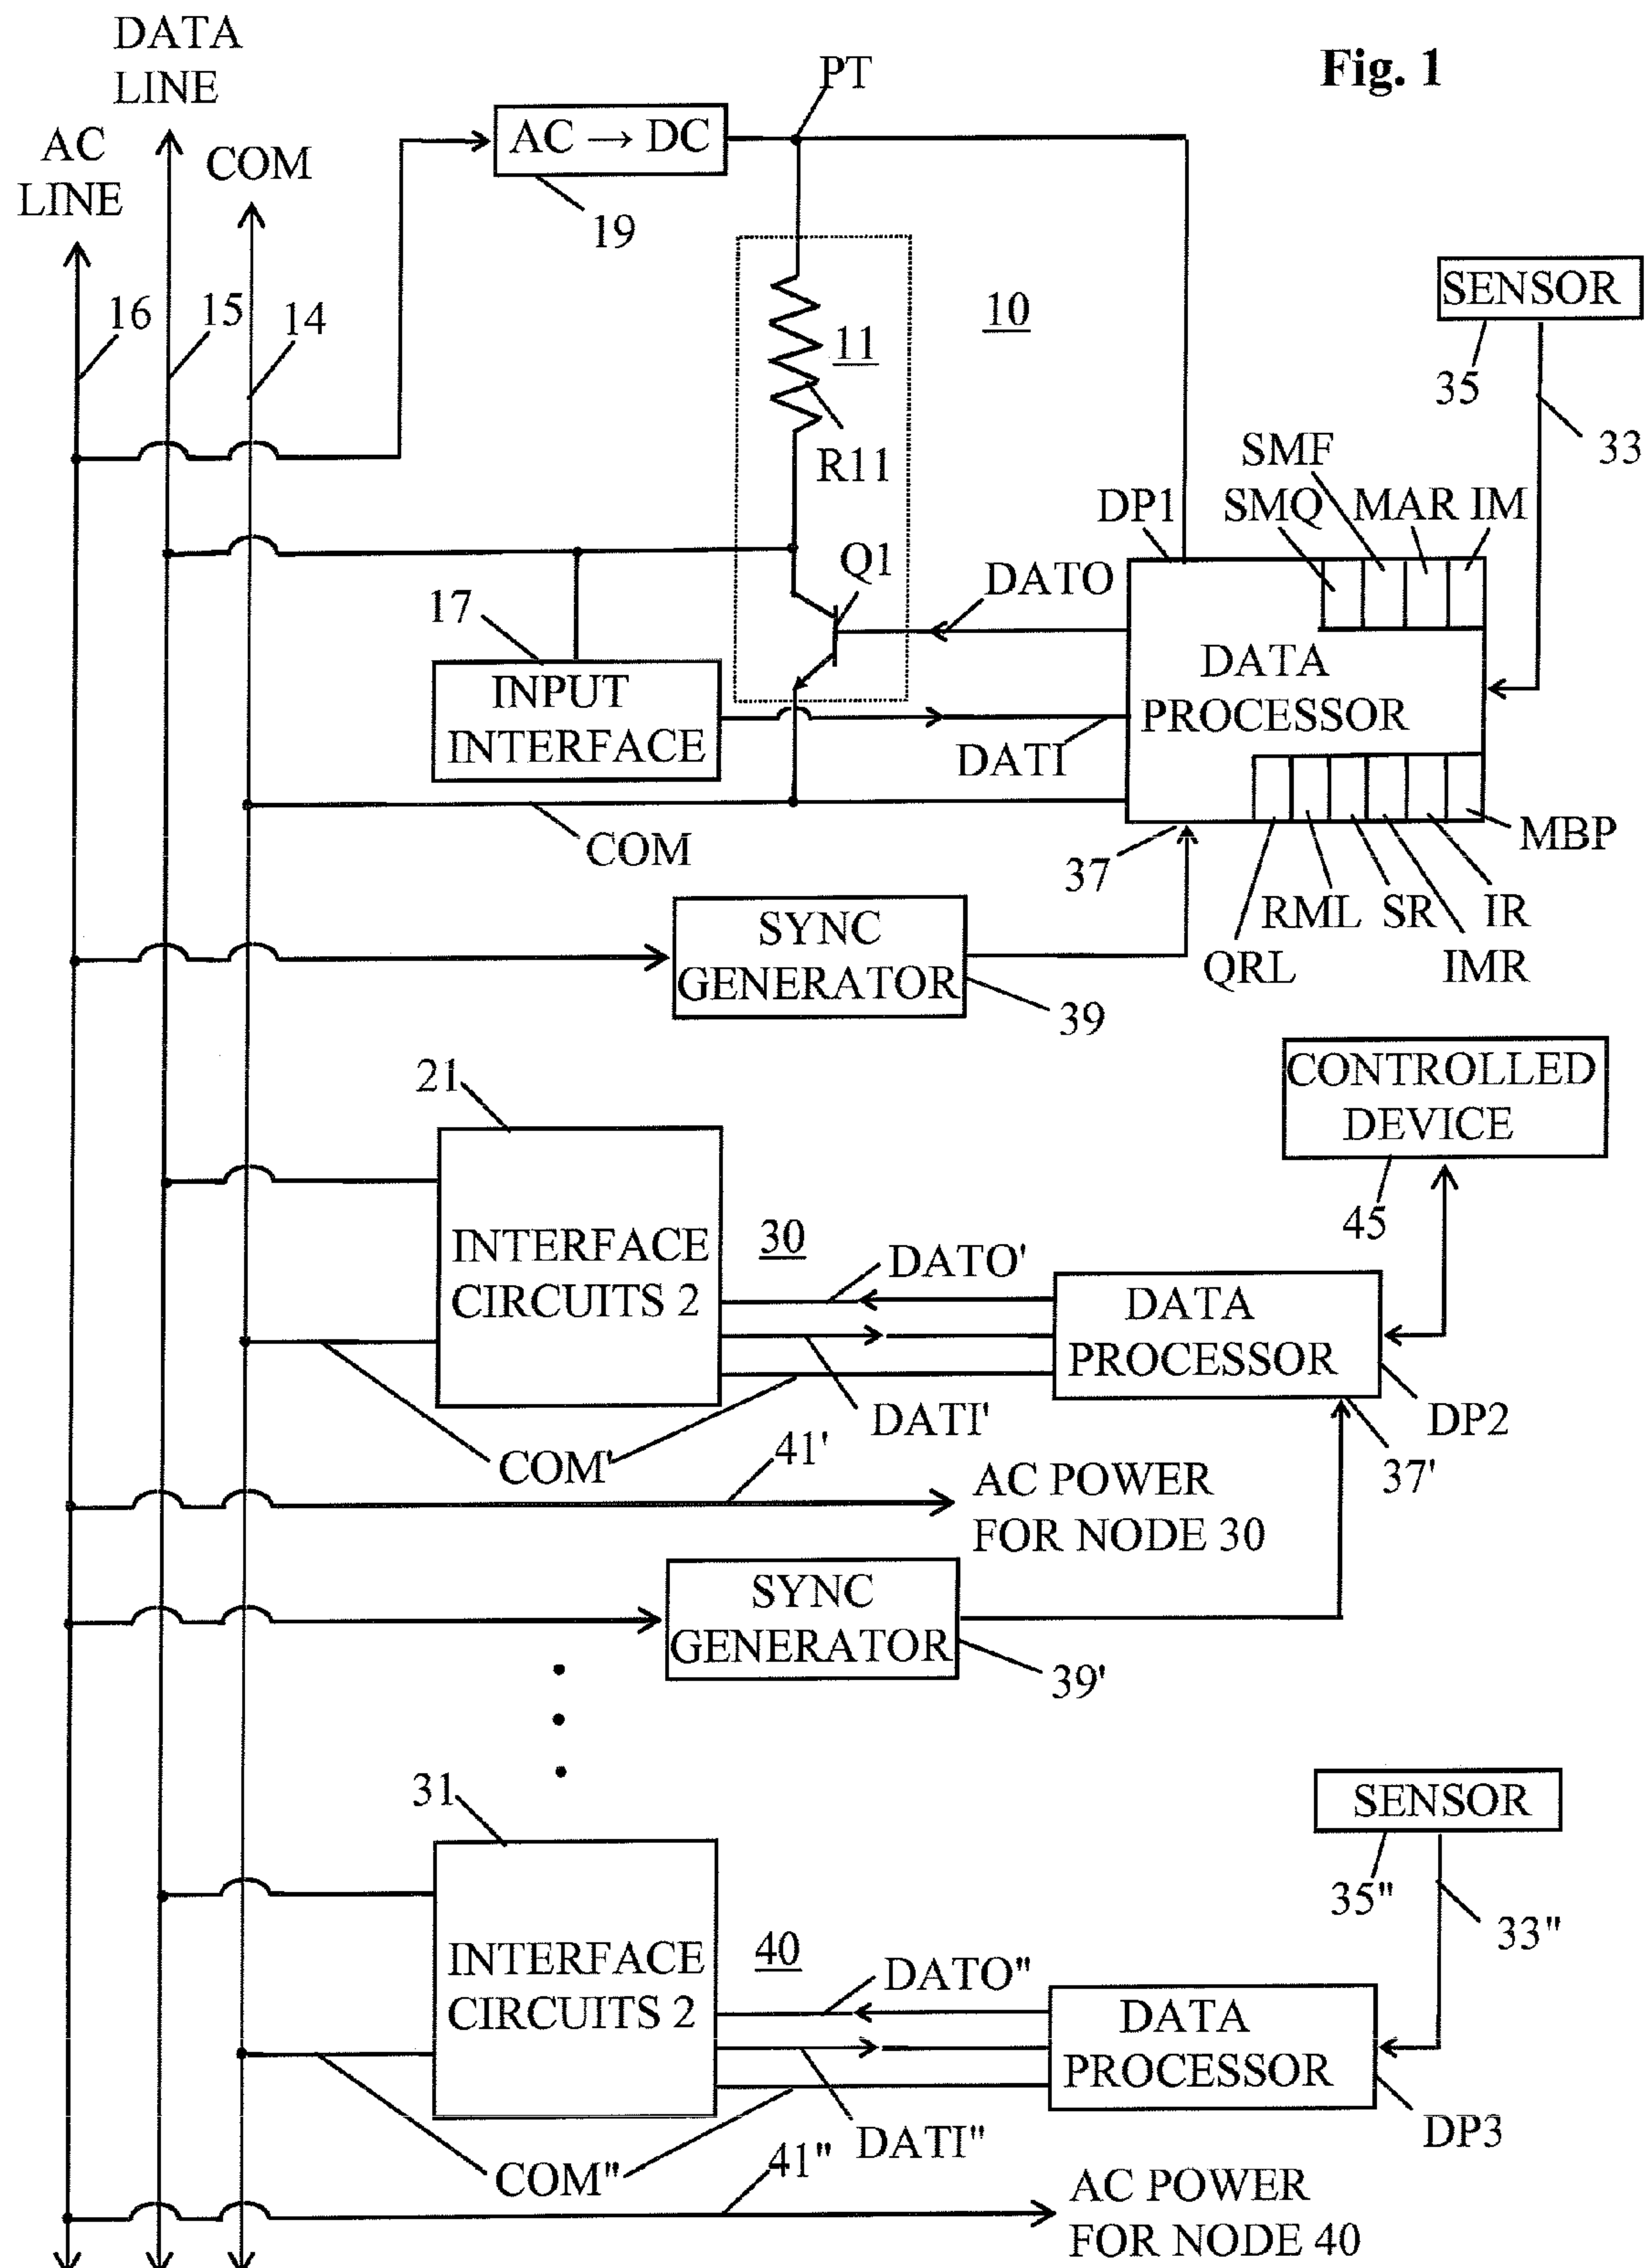 DATA
LINE
AC
LINE
COM
PT
Fig. 1
AC → DC
19
16
15
14
10
11
R11
SENSOR
35
33
SMF
SMQ
MAR
IM
DP1
Q1
DATO
17
INPUT
INTERFACE
DATA
PROCESSOR
DATI
COM
37
MBP
RML
SR
IR
QRL
IMR
SYNC
GENERATOR
39
21
CONTROLLED
DEVICE
45
INTERFACE
CIRCUITS 2
30
DATO'
DATA
PROCESSOR
DATI'
DP2
37'
COM'
41'
AC POWER
FOR NODE 30
SYNC
GENERATOR
39'
31
SENSOR
35"
33"
INTERFACE
CIRCUITS 2
40
DATO"
DATA
PROCESSOR
DATI"
DP3
COM"
41"
AC POWER
FOR NODE 40